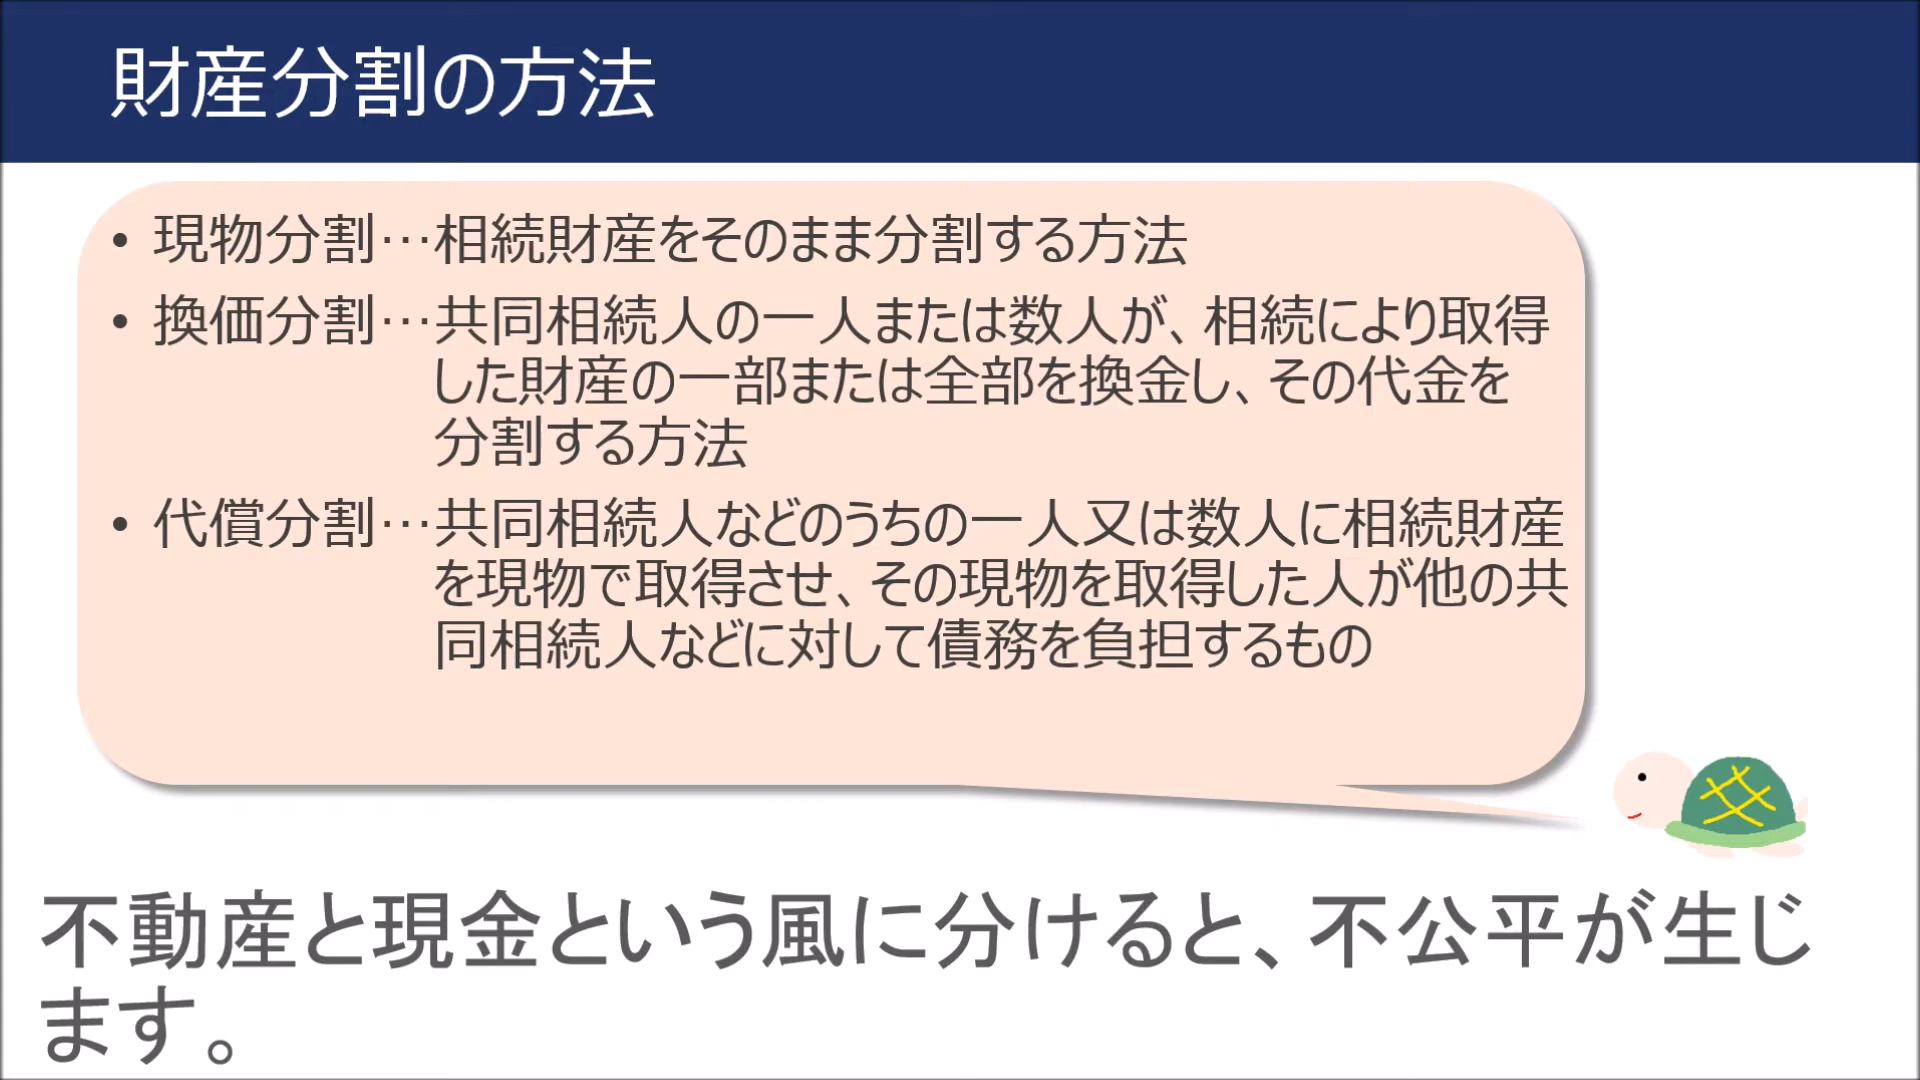 財産分割の方法
• 現物分割…相続財産をそのまま分割する方法
• 換価分割…共同相続人の一人または数人が、相続により取得
した財産の一部または全部を換金し、その代金を
分割する方法
• 代償分割…共同相続人などのうちの一人又は数人に相続財産
を現物で取得させ、その現物を取得した人が他の共
同相続人などに対して債務を負担するもの
不動産と現金という風に分けると、不公平が生じ
ます。